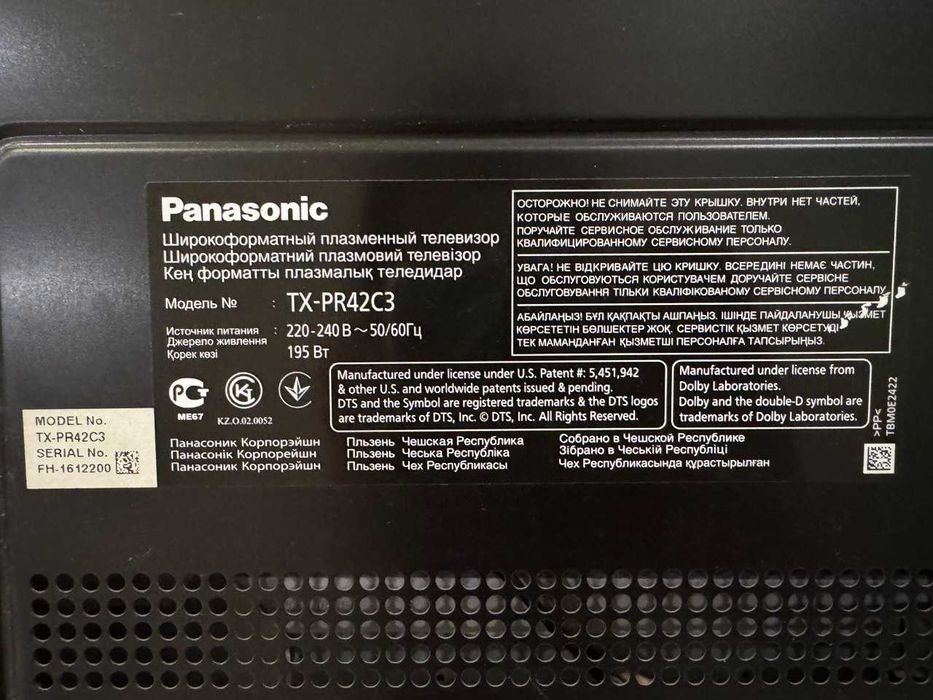 Panasonic
Широкоформатный плазменный телевизор
Широкоформатний плазмовий телевізор
Кең форматты плазмалық теледидар
Модель № : TX-PR42C3
Источник питания : 220-240 В ~ 50/60Гц
Джерело живлення
Қорек көзі 195 Вт
ОСТОРОЖНО! НЕ СНИМАЙТЕ ЭТУ КРЫШКУ. ВНУТРИ НЕТ ЧАСТЕЙ,
КОТОРЫЕ ОБСЛУЖИВАЮТСЯ ПОЛЬЗОВАТЕЛЕМ.
ПОРУЧАЙТЕ СЕРВИСНОЕ ОБСЛУЖИВАНИЕ ТОЛЬКО
КВАЛИФИЦИРОВАННОМУ СЕРВИСНОМУ ПЕРСОНАЛУ.
УВАГА! НЕ ВІДКРИВАЙТЕ ЦЮ КРИШКУ. ВСЕРЕДИНІ НЕМАЄ ЧАСТИН,
ЩО ОБСЛУГОВУЮТЬСЯ КОРИСТУВАЧЕМ ДОРУЧАЙТЕ СЕРВІСНЕ
ОБСЛУГОВУВАННЯ ТІЛЬКИ КВАЛІФІКОВАНОМУ СЕРВІСНОМУ ПЕРСОНАЛУ.
АБАЙЛАҢЫЗ! БҰЛ ҚАҚПАҚТЫ АШПАҢЫЗ. ІШІНДЕ ПАЙДАЛАНУШЫ ҚЫЗМЕТ
КӨРСЕТЕТІН БӨЛШЕКТЕР ЖОҚ. СЕРВИСТІК ҚЫЗМЕТ КӨРСЕТУДІ
ТЕК МАМАНДАНҒАН ҚЫЗМЕТШІ ПЕРСОНАЛҒА ТАПСЫРЫҢЫЗ.
ME67
KZ.O.02.0052
Manufactured under license under U.S. Patent #: 5,451,942
& other U.S. and worldwide patents issued & pending.
DTS and the Symbol are registered trademarks & the DTS logos
are trademarks of DTS, Inc. © DTS, Inc. All Rights Reserved.
Manufactured under license from
Dolby Laboratories.
Dolby and the double-D symbol are
trademarks of Dolby Laboratories.
>PP<
TBM0E2422
MODEL No.
TX-PR42C3
SERIAL No.
FH-1612200
Панасоник Корпорэйшн Пльзень Чешская Республика Собрано в Чешской Республике
Панасонік Корпорейшн Пльзень Чеська Республіка Зібрано в Чеській Республіці
Панасоник Корпорэйшн Пльзень Чех Республикасы Чех Республикасында құрастырылған